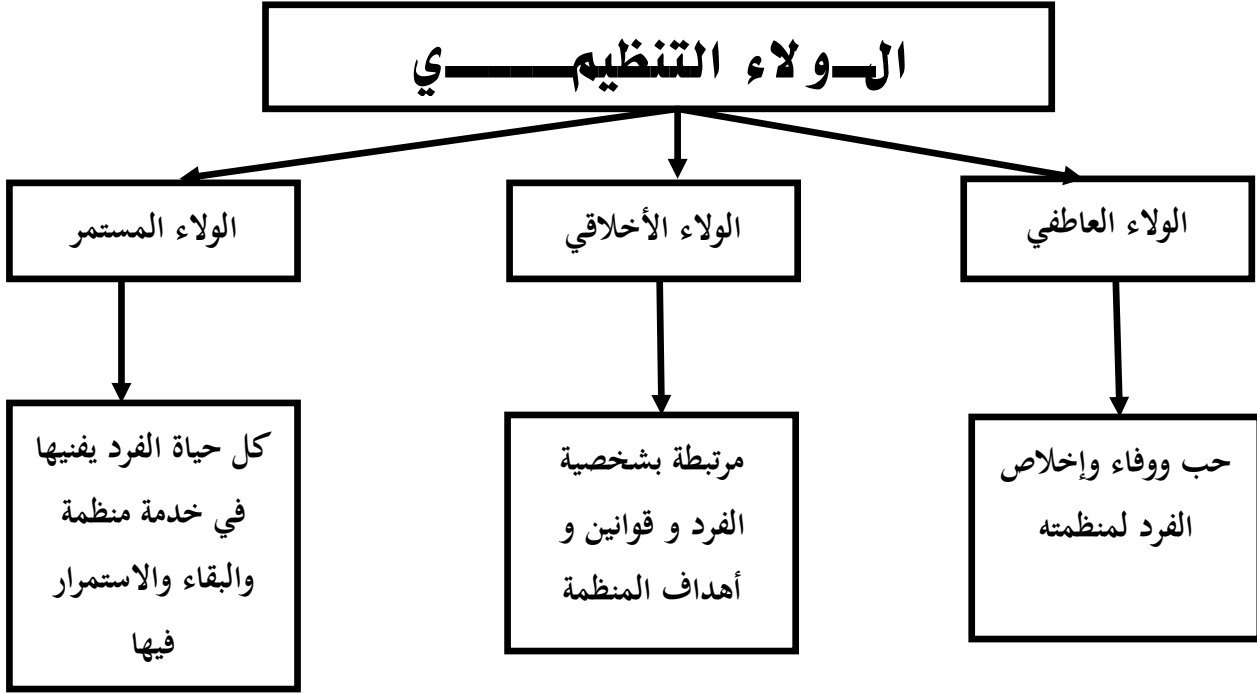 الـــولاء التنظيمـــــــي
الولاء العاطفي
الولاء الأخلاقي
الولاء المستمر
حب ووفاء وإخلاص
الفرد لمنظمته
مرتبطة بشخصية
الفرد و قوانين و
أهداف المنظمة
كل حياة الفرد يفنيها
في خدمة منظمة
والبقاء والاستمرار
فيها